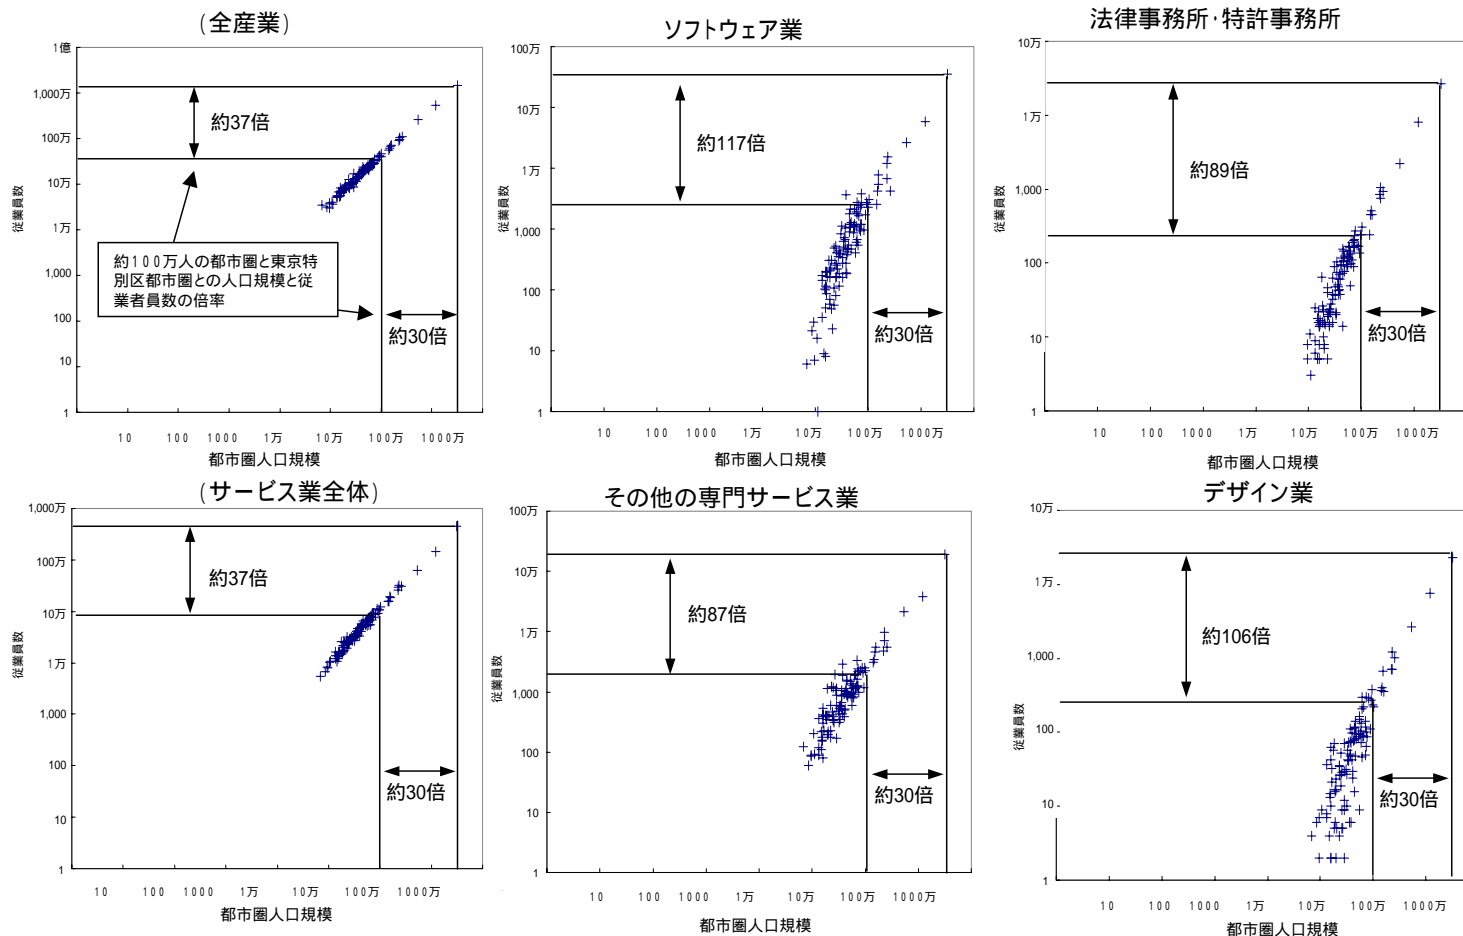 (全産業)
1億
1,000万
100万
10万
1万
1,000
100
10
1
従業員数
約37倍
約100万人の都市圏と東京特
別区都市圏との人口規模と従
業者員数の倍率
約30倍
10 100 1000 1万 10万 100万 1000万
都市圏人口規模
ソフトウェア業
100万
10万
1万
1,000
100
10
1
従業員数
約117倍
約30倍
10 100 1000 1万 10万 100万 1000万
都市圏人口規模
法律事務所・特許事務所
10万
1万
1,000
100
10
1
従業員数
約89倍
約30倍
10 100 1000 1万 10万 100万 1000万
都市圏人口規模
(サービス業全体)
1,000万
100万
10万
1万
1,000
100
10
1
従業員数
約37倍
約30倍
10 100 1000 1万 10万 100万 1000万
都市圏人口規模
その他の専門サービス業
100万
10万
1万
1,000
100
10
1
従業員数
約87倍
約30倍
10 100 1000 1万 10万 100万 1000万
都市圏人口規模
デザイン業
10万
1万
1,000
100
10
1
従業員数
約106倍
約30倍
10 100 1000 1万 10万 100万 1000万
都市圏人口規模